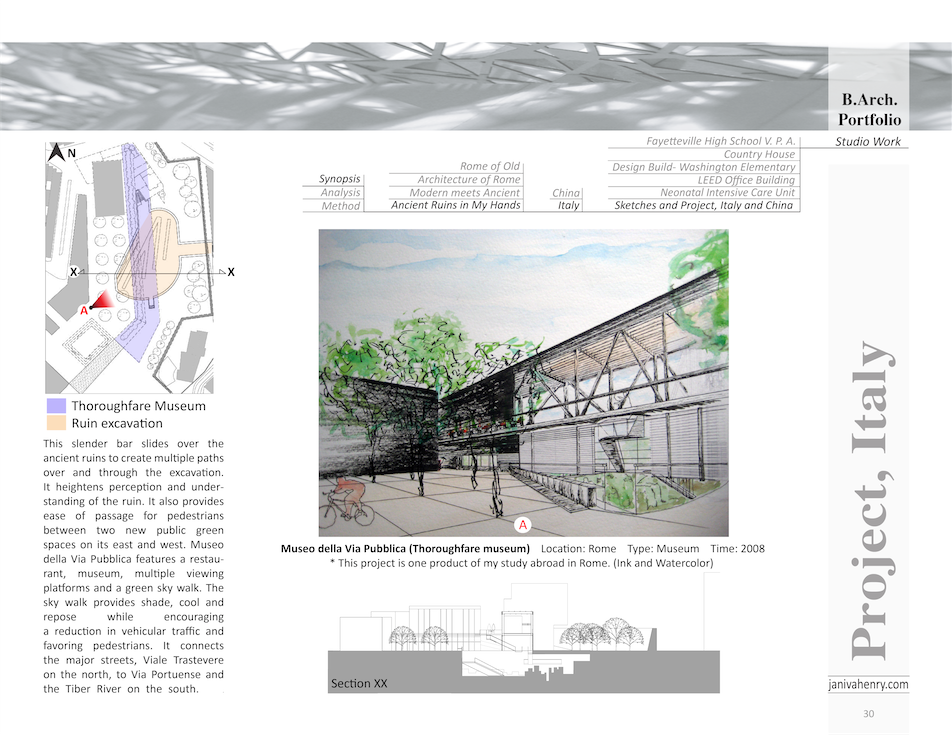 B.Arch.
Portfolio
Studio Work
Fayetteville High School V. P. A.
Country House
Design Build- Washington Elementary
LEED Office Building
Neonatal Intensive Care Unit
Sketches and Project, Italy and China
China
Italy
Rome of Old
Architecture of Rome
Modern meets Ancient
Ancient Ruins in My Hands
Synopsis
Analysis
Method
N
X
X
A
Thoroughfare Museum
Ruin excavation
This slender bar slides over the
ancient ruins to create multiple paths
over and through the excavation.
It heightens perception and under-
standing of the ruin. It also provides
ease of passage for pedestrians
between two new public green
spaces on its east and west. Museo
della Via Pubblica features a restau-
rant, museum, multiple viewing
platforms and a green sky walk. The
sky walk provides shade, cool and
repose while encouraging
a reduction in vehicular traffic and
favoring pedestrians. It connects
the major streets, Viale Trastevere
on the north, to Via Portuense and
the Tiber River on the south.
A
Museo della Via Pubblica (Thoroughfare museum) Location: Rome Type: Museum Time: 2008
* This project is one product of my study abroad in Rome. (Ink and Watercolor)
Section XX
Project, Italy
janivahenry.com
30